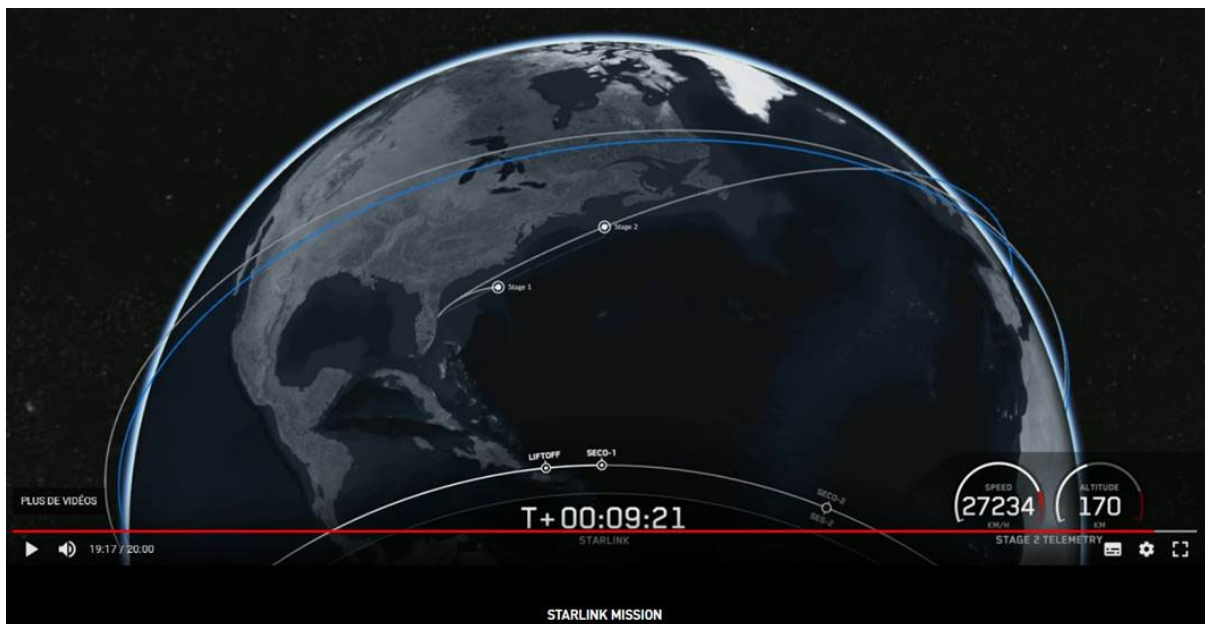 Stage 2
Stage 1
LIFTOFF
SECO-1
SECO-2
SES-2
PLUS DE VIDÉOS
T+00:09:21
STARLINK
SPEED
27234
KM/H
ALTITUDE
170
KM
STAGE 2 TELEMETRY
19:17 / 20:00
STARLINK MISSION